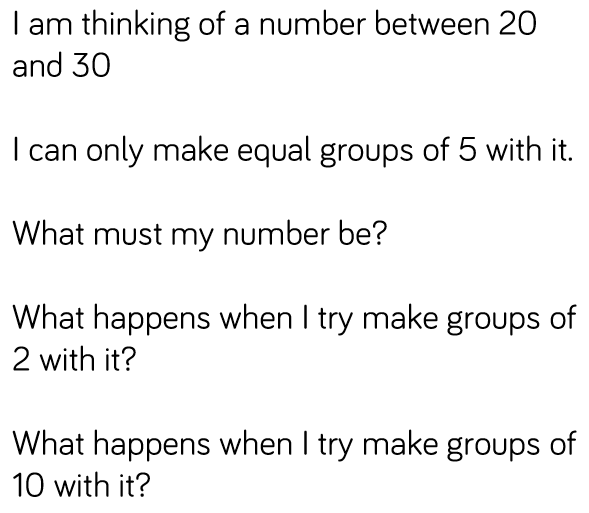 I am thinking of a number between 20
and 30
I can only make equal groups of 5 with it.
What must my number be?
What happens when I try make groups of
2 with it?
What happens when I try make groups of
10 with it?